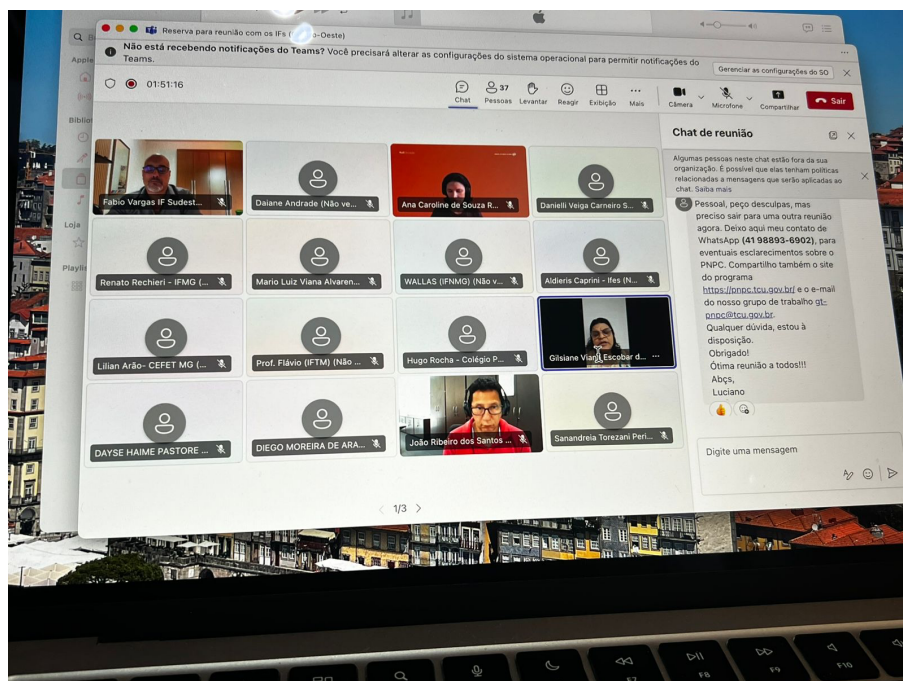 Reserva para reunião com os IFs
-Oeste)
Não está recebendo notificações do Teams? Você precisará alterar as configurações do sistema operacional para permitir notificações do
Teams.
Gerenciar as configurações do SO
01:51:16
Chat
37
Pessoas
Levantar
Reagir
Exibição
Mais
Câmera
Microfone
Compartilhar
Sair
Apple
Loja
Fabio Vargas IF Sudest...
Daiane Andrade (Não ve...
Ana Caroline de Souza R...
Danielli Veiga Carneiro S...
Renato Rechieri - IFMG (...
Mario Luiz Viana Alvaren...
WALLAS (IFNMG) (Não v...
Aldieris Caprini - Ifes (N...
Lilian Arão- CEFET MG (...
Prof. Flávio (IFTM) (Não ...
Hugo Rocha - Colégio P...
Gilsiane Viana Escobar d...
DAYSE HAIME PASTORE ...
DIEGO MOREIRA DE ARA...
João Ribeiro dos Santos ...
Sanandreia Torezani Peri...
1/3
Chat de reunião
Algumas pessoas neste chat estão fora da sua
organização. É possível que elas tenham políticas
relacionadas a mensagens que serão aplicadas ao
chat. Saiba mais
Pessoal, peço desculpas, mas
preciso sair para uma outra reunião
agora. Deixo aqui meu contato de
WhatsApp (41 98893-6902), para
eventuais esclarecimentos sobre o
PNPC. Compartilho também o site
do programa
https://pnpc.tcu.gov.br/ e o e-mail
do nosso grupo de trabalho gt-
pnpc@tcu.gov.br.
Qualquer dúvida, estou à
disposição.
Obrigado!
Ótima reunião a todos!!!
Abçs,
Luciano
Digite uma mensagem
F7
F8
F9
F10